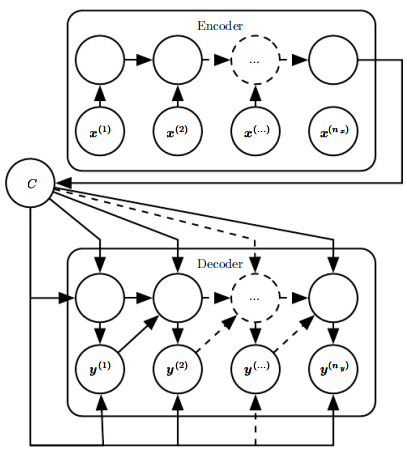 Encoder
...
x^(1) x^(2) x^(...) x^(n_x)
C
Decoder
...
y^(1) y^(2) y^(...) y^(n_y)